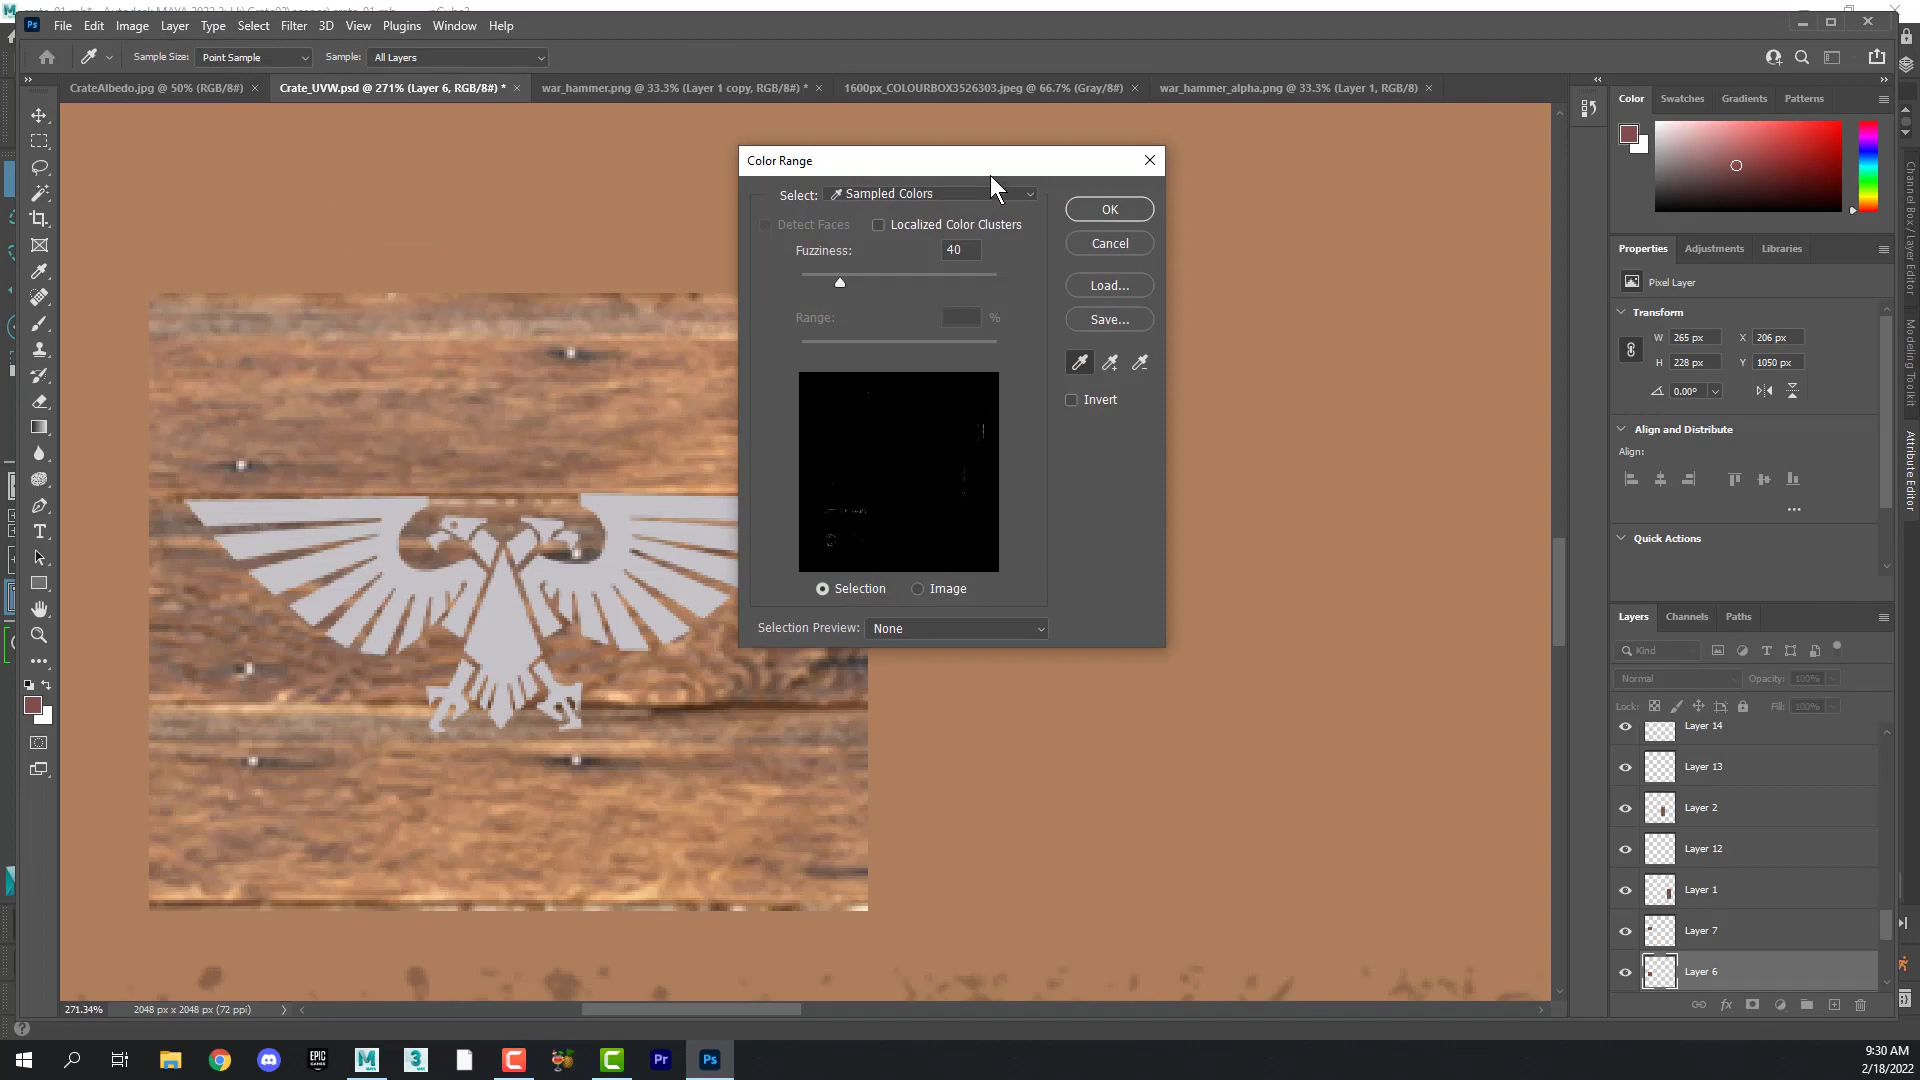 File Edit Image Layer Type Select Filter 3D View Plugins Window Help
Sample Size: Point Sample Sample: All Layers
CrateAlbedo.jpg @ 50% (RGB/8#) Crate_UVW.psd @ 271% (Layer 6, RGB/8#) * war_hammer.png @ 33.3% (Layer 1 copy, RGB/8#) * 1600px_COLOURBOX3526303.jpeg @ 66.7% (Gray/8#) war_hammer_alpha.png @ 33.3% (Layer 1, RGB/8)
Color Swatches Gradients Patterns
Color Range
Select: Sampled Colors
Detect Faces Localized Color Clusters
Fuzziness: 40
Range: %
OK
Cancel
Load...
Save...
Invert
Selection Image
Selection Preview: None
Properties Adjustments Libraries
Pixel Layer
Transform
W 265 px X 206 px
H 228 px Y 1050 px
0.00°
Align and Distribute
Align:
Quick Actions
Layers Channels Paths
Kind
Normal Opacity: 100%
Lock: Fill: 100%
Layer 14
Layer 13
Layer 2
Layer 12
Layer 1
Layer 7
Layer 6
Channel Box / Layer Editor
Modeling Toolkit
Attribute Editor
271.34% 2048 px x 2048 px (72 ppi)
9:30 AM
2/18/2022